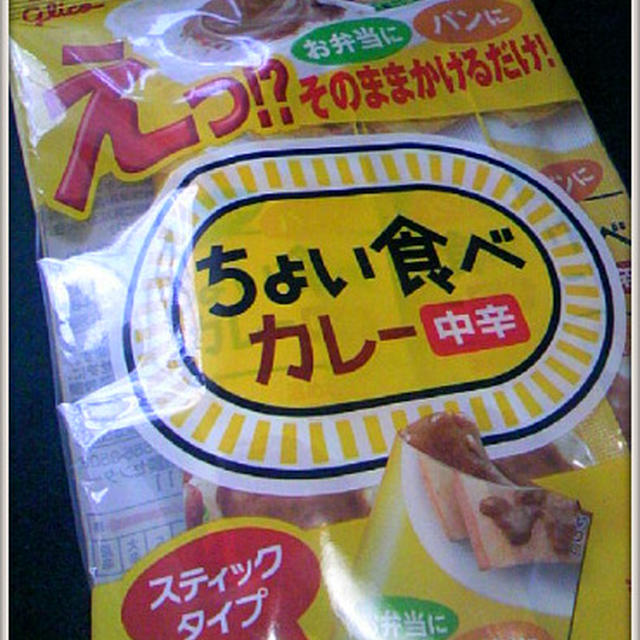 Glico
お弁当に
パンに
えっ!?そのままかけるだけ!
パンに
ちょい食べ
カレー 中辛
スティック
タイプ
お弁当に